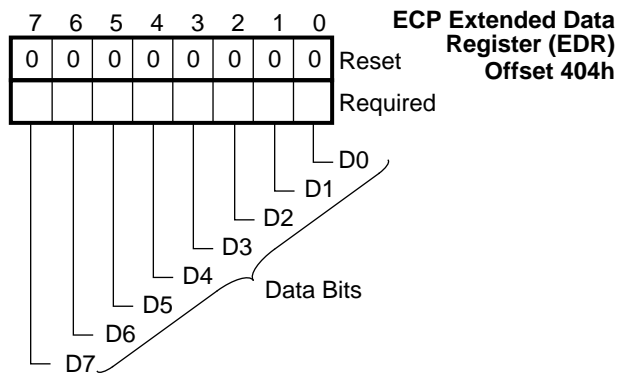 7 6 5 4 3 2 1 0
ECP Extended Data
Register (EDR)
Offset 404h
0 0 0 0 0 0 0 0 Reset
Required
D0
D1
D2
D3
D4
Data Bits
D5
D6
D7